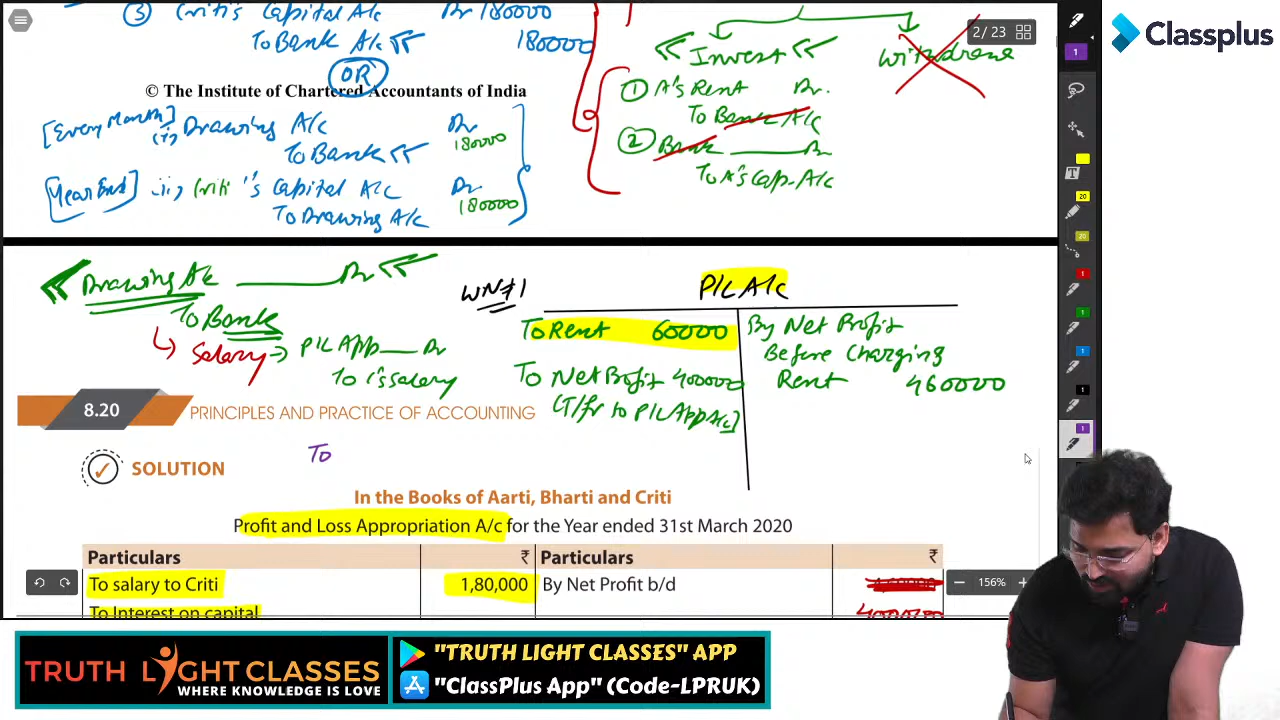 ③ Criti's Capital A/c Dr 180000
To Bank A/c 180000
OR
© The Institute of Chartered Accountants of India
[Every Month] (i) Drawing A/c Dr 180000
To Bank
[Year End] ii) Criti's Capital A/c Dr 180000
To Drawing A/c
Invest
Withdraw
① A's Rent Dr.
To Bank A/c
② Bank Dr
To A's Cap. A/c
2 / 23
Classplus
Drawing A/c Dr
To Bank
Salary → P/L App Dr
WN#1
P/L A/c
To Rent 60000
To Net Profit 400000
(T/fr to P/L App A/c]
By Net Profit
Before Charging
Rent 460000
8.20 PRINCIPLES AND PRACTICE OF ACCOUNTING
SOLUTION
To
In the Books of Aarti, Bharti and Criti
Profit and Loss Appropriation A/c for the Year ended 31st March 2020
Particulars ₹ Particulars ₹
To salary to Criti 1,80,000 By Net Profit b/d
To Interest on capital
156%
TRUTH LIGHT CLASSES
WHERE KNOWLEDGE IS LOVE
"TRUTH LIGHT CLASSES" APP
"ClassPlus App" (Code-LPRUK)